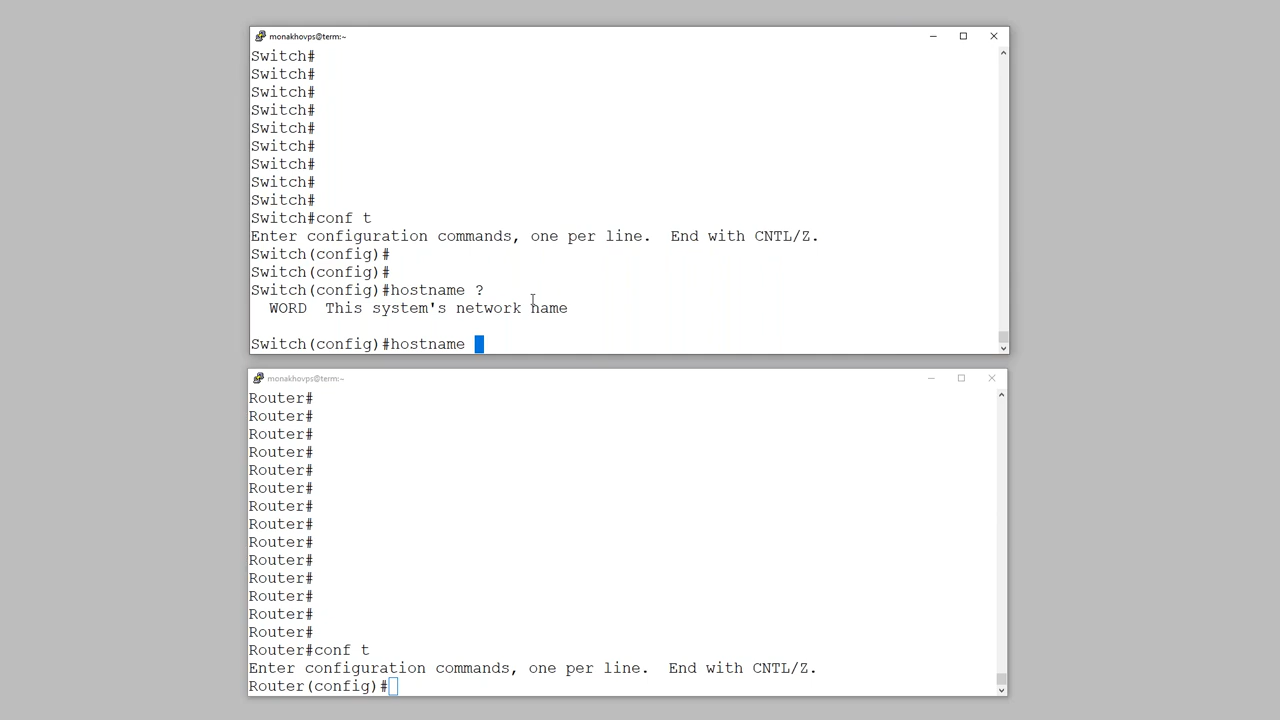 monakhovps@term:~
Switch#
Switch#
Switch#
Switch#
Switch#
Switch#
Switch#
Switch#
Switch#
Switch#conf t
Enter configuration commands, one per line.  End with CNTL/Z.
Switch(config)#
Switch(config)#
Switch(config)#hostname ?
  WORD  This system's network name
Switch(config)#hostname
monakhovps@term:~
Router#
Router#
Router#
Router#
Router#
Router#
Router#
Router#
Router#
Router#
Router#
Router#
Router#
Router#
Router#conf t
Enter configuration commands, one per line.  End with CNTL/Z.
Router(config)#